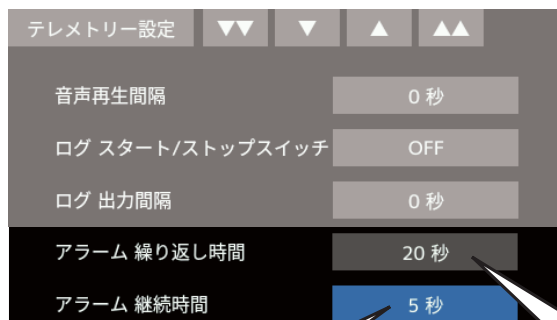 テレメトリー設定 ▼▼ ▼ ▲ ▲▲
音声再生間隔 0 秒
ログ スタート/ストップスイッチ OFF
ログ 出力間隔 0 秒
アラーム 繰り返し時間 20 秒
アラーム 継続時間 5 秒